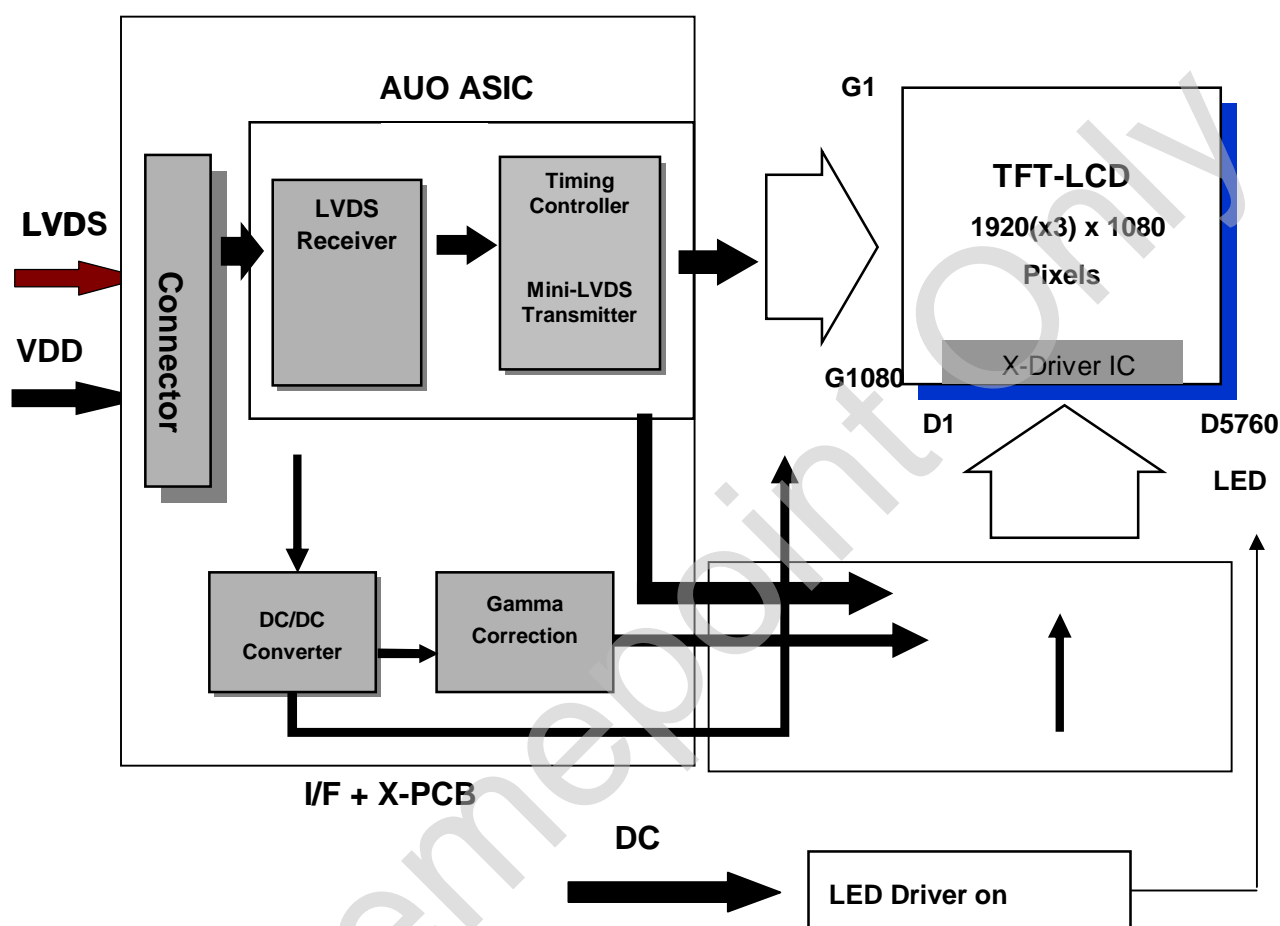 AUO ASIC
G1
LVDS
VDD
Connector
LVDS
Receiver
Timing
Controller
Mini-LVDS
Transmitter
TFT-LCD
1920(x3) x 1080
Pixels
X-Driver IC
G1080
D1
D5760
LED
DC/DC
Converter
Gamma
Correction
I/F + X-PCB
DC
LED Driver on